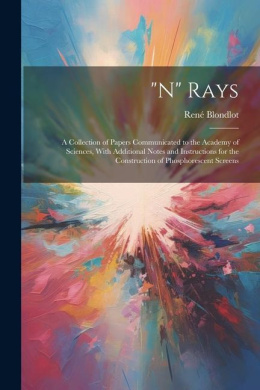 "N" RAYS
René Blondlot
A Collection of Papers Communicated to the Academy of
Sciences, With Additional Notes and Instructions for the
Construction of Phosphorescent Screens